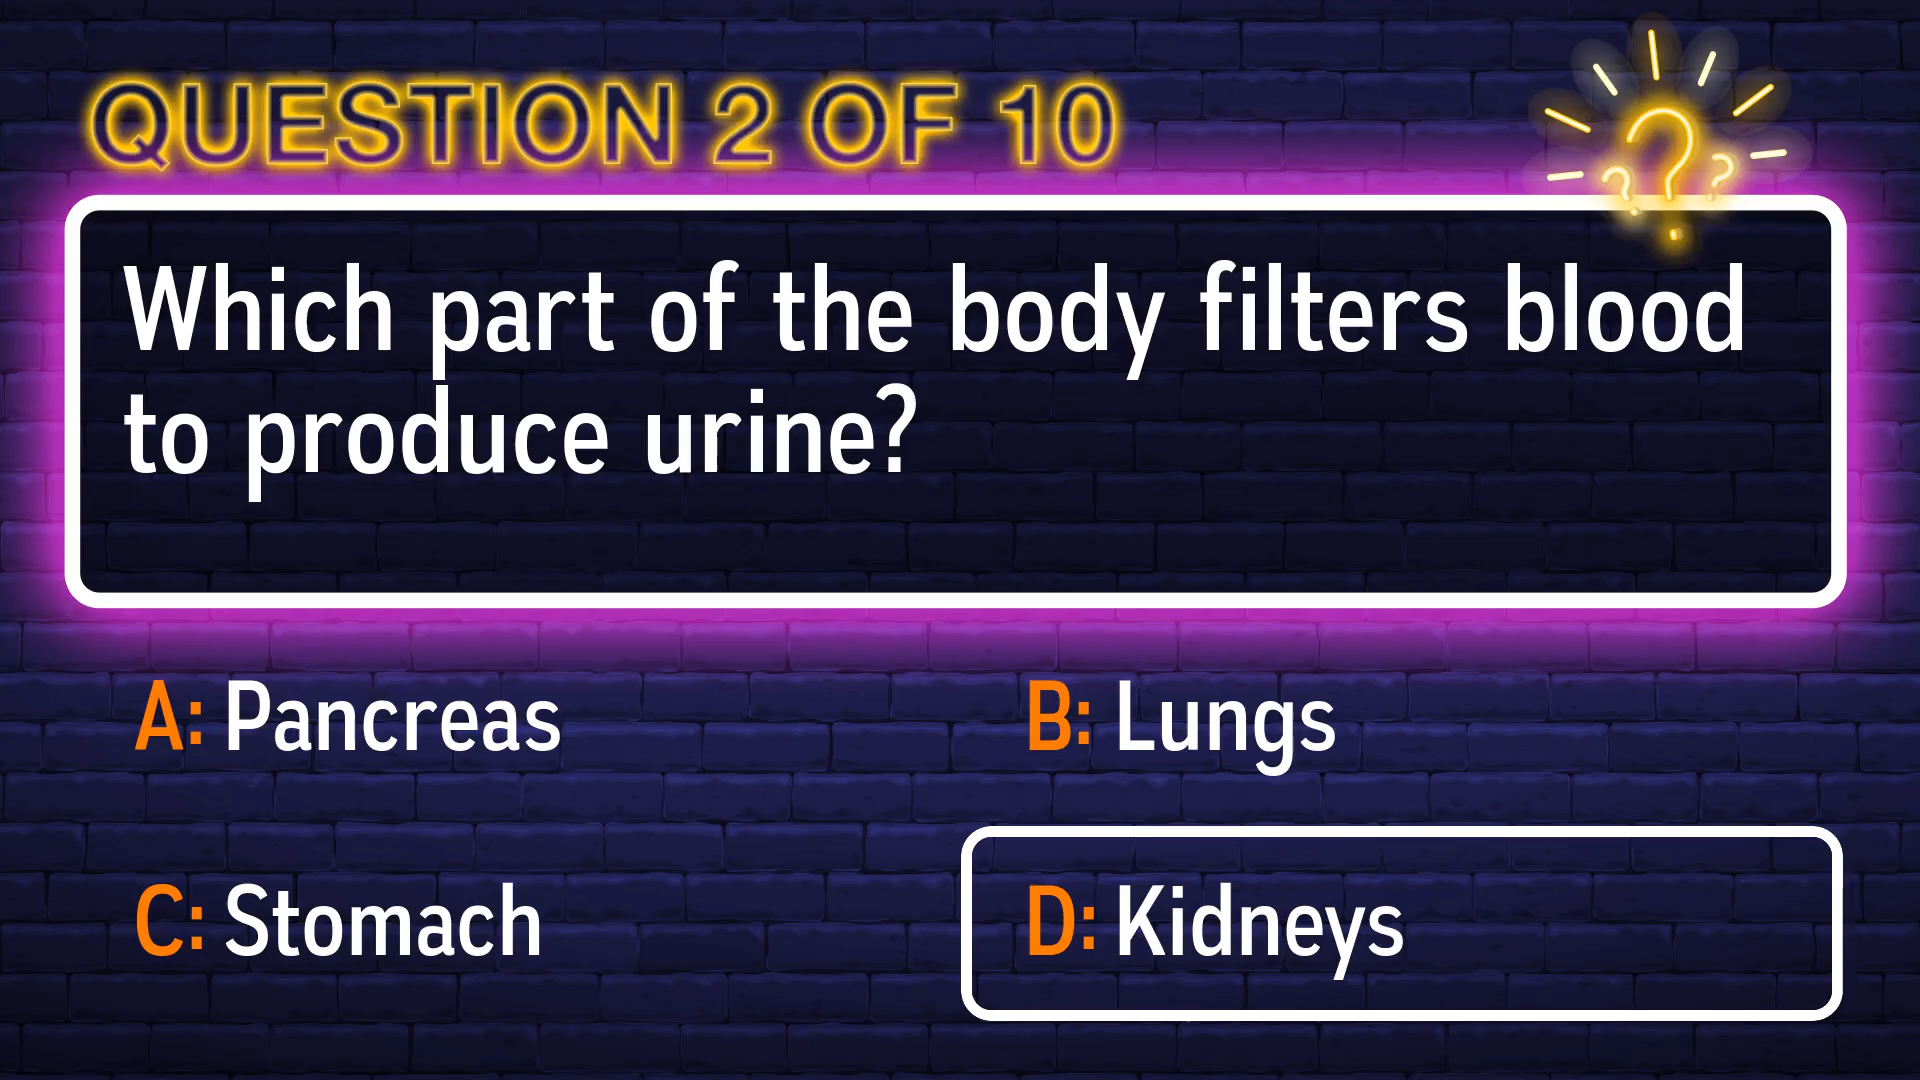 QUESTION 2 OF 10
Which part of the body filters blood
to produce urine?
A: Pancreas
B: Lungs
C: Stomach
D: Kidneys